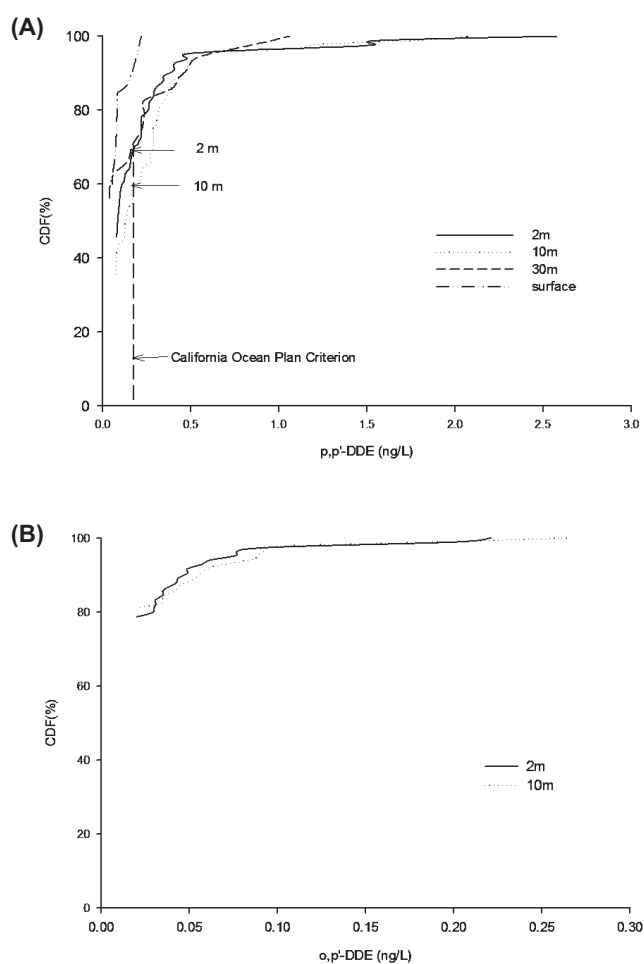 (A)
100
80
60
40
20
0
CDF(%)
2 m
10 m
2m
10m
30m
surface
California Ocean Plan Criterion
0.0 0.5 1.0 1.5 2.0 2.5 3.0
p,p'-DDE (ng/L)
(B)
100
80
60
40
20
0
CDF(%)
2m
10m
0.00 0.05 0.10 0.15 0.20 0.25 0.30
o,p'-DDE (ng/L)